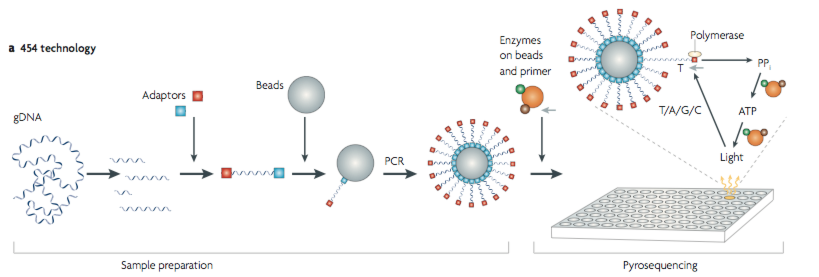 a 454 technology
gDNA
Adaptors
Beads
PCR
Enzymes
on beads
and primer
Polymerase
T
PPi
T/A/G/C
ATP
Light
Sample preparation
Pyrosequencing